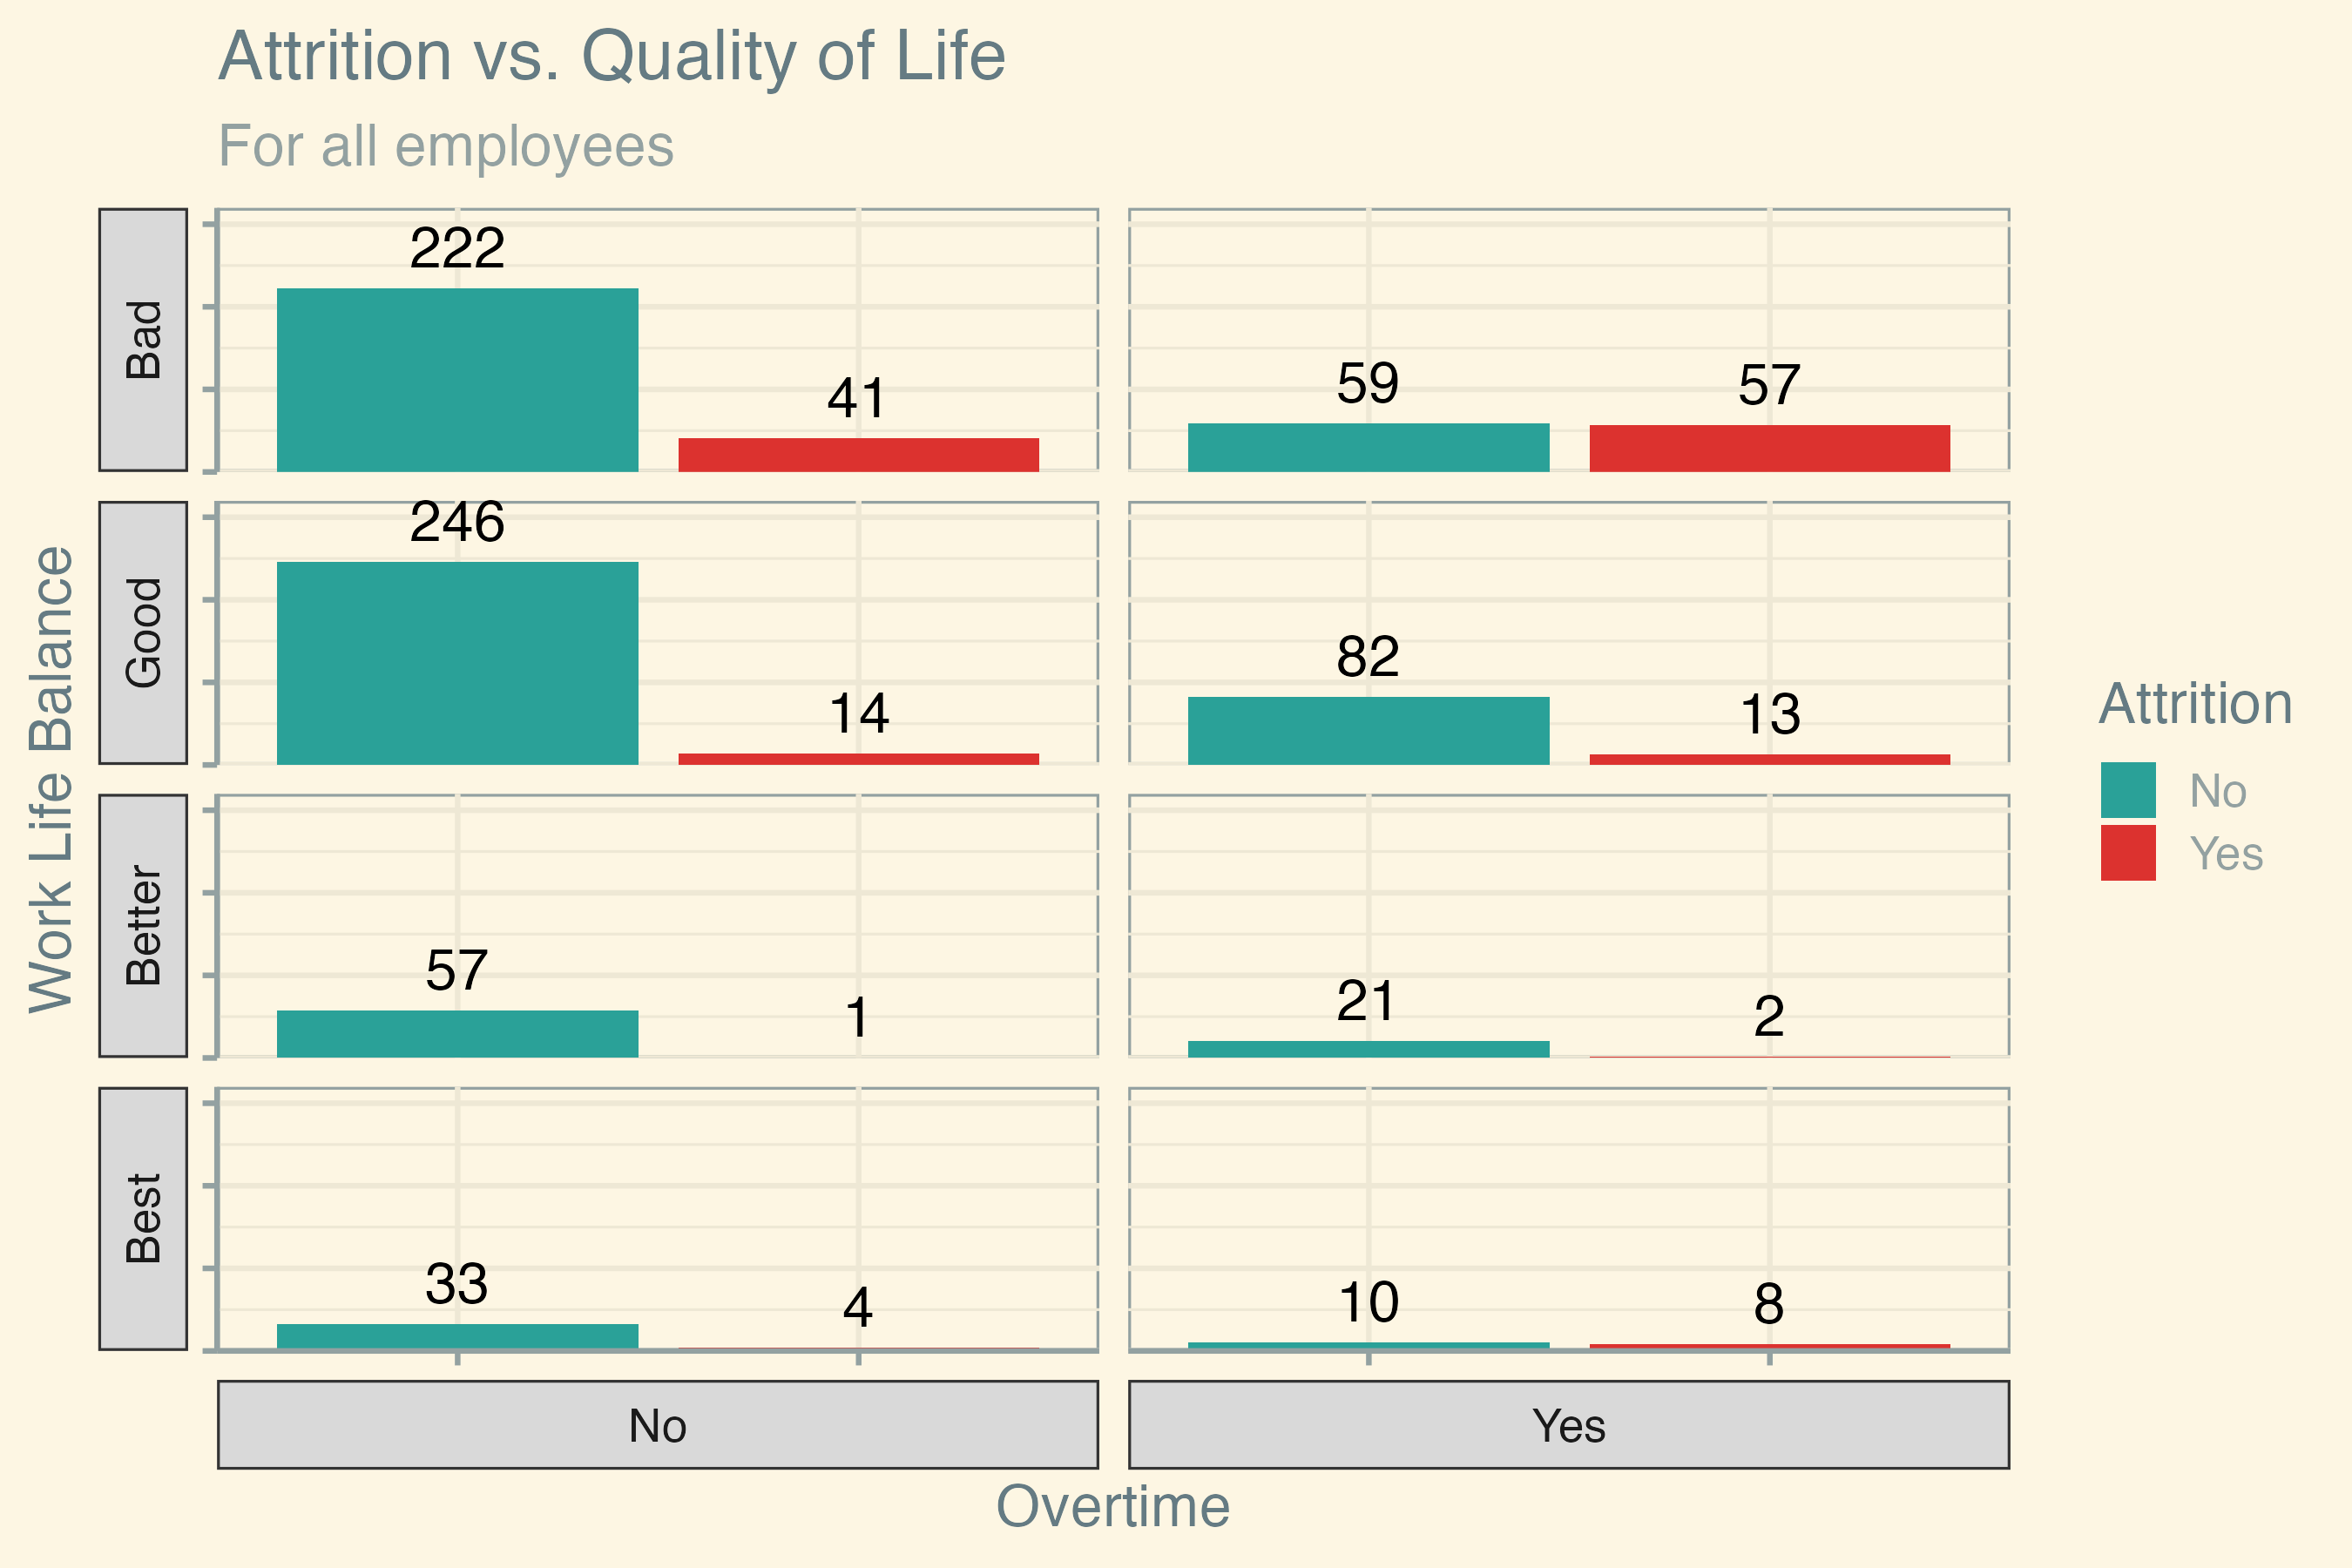 Attrition vs. Quality of Life
For all employees
Work Life Balance
Bad
222
41
59
57
Good
246
14
82
13
Better
57
1
21
2
Best
33
4
10
8
No
Yes
Overtime
Attrition
No
Yes